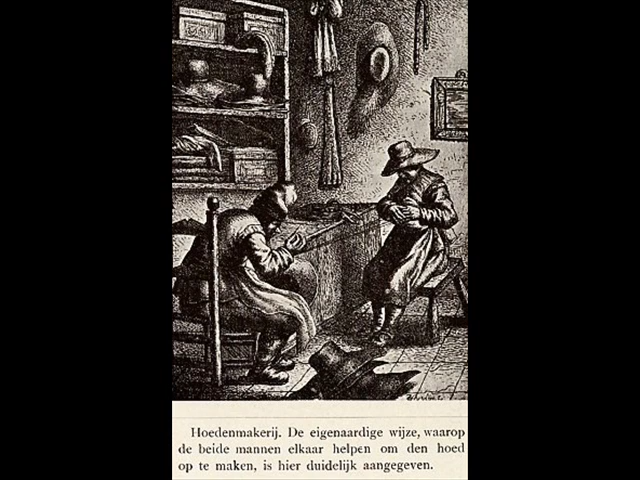 Hoedenmakerij. De eigenaardige wijze, waarop
de beide mannen elkaar helpen om den hoed
op te maken, is hier duidelijk aangegeven.